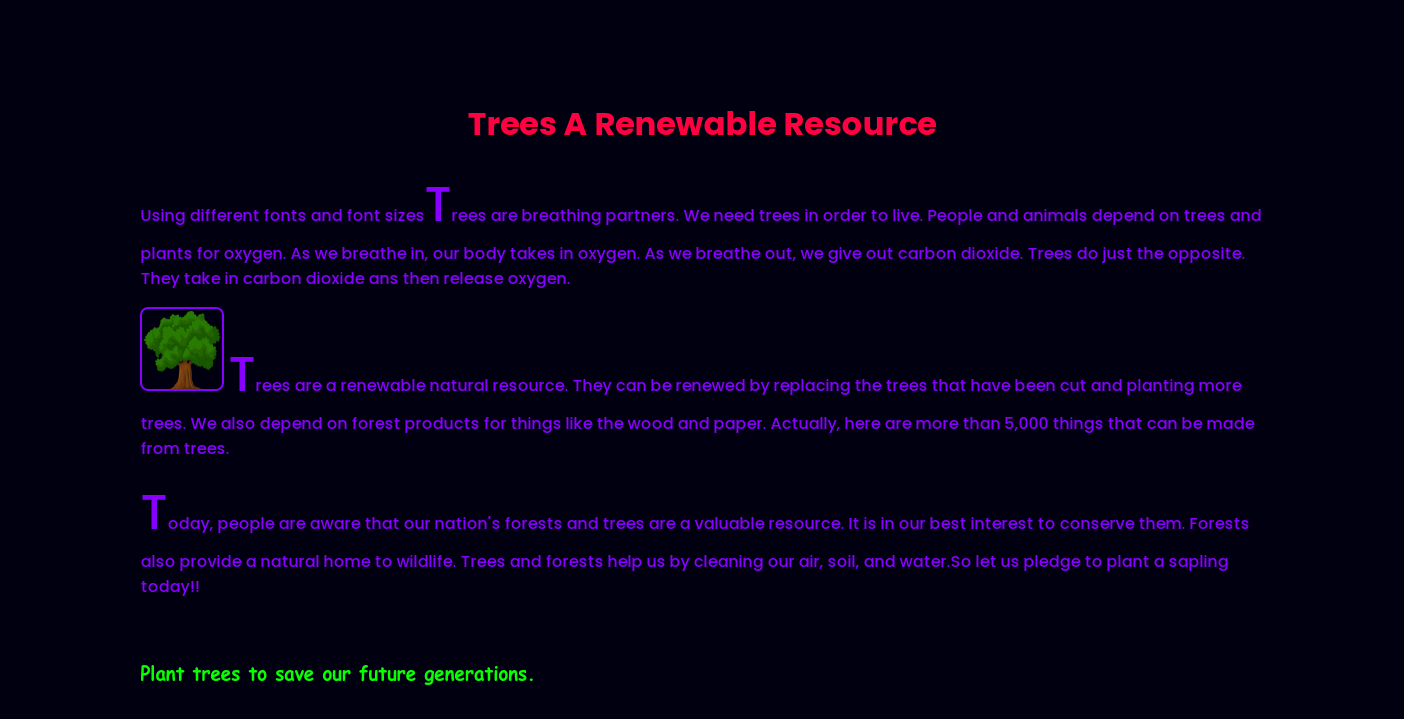 Trees A Renewable Resource
Using different fonts and font sizes Trees are breathing partners. We need trees in order to live. People and animals depend on trees and
plants for oxygen. As we breathe in, our body takes in oxygen. As we breathe out, we give out carbon dioxide. Trees do just the opposite.
They take in carbon dioxide ans then release oxygen.
Trees are a renewable natural resource. They can be renewed by replacing the trees that have been cut and planting more
trees. We also depend on forest products for things like the wood and paper. Actually, here are more than 5,000 things that can be made
from trees.
Today, people are aware that our nation's forests and trees are a valuable resource. It is in our best interest to conserve them. Forests
also provide a natural home to wildlife. Trees and forests help us by cleaning our air, soil, and water.So let us pledge to plant a sapling
today!!
Plant trees to save our future generations.